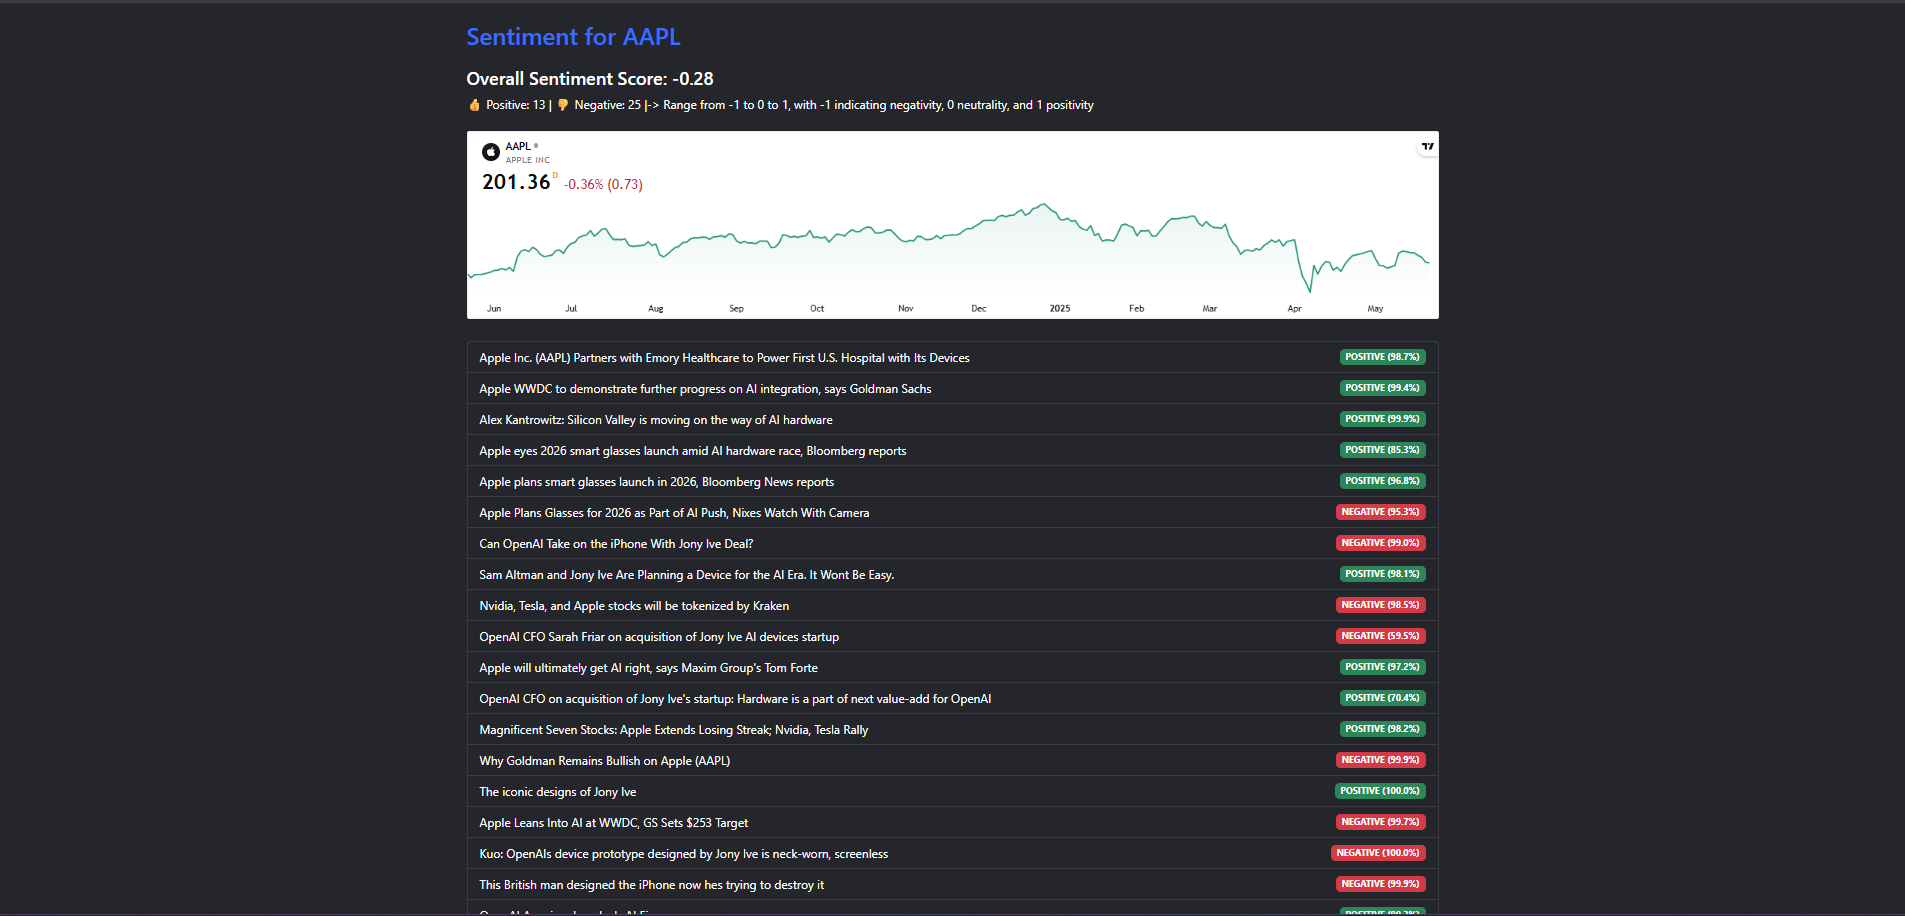 Sentiment for AAPL
Overall Sentiment Score: -0.28
👍 Positive: 13 | 👎 Negative: 25 |-> Range from -1 to 0 to 1, with -1 indicating negativity, 0 neutrality, and 1 positivity
AAPL
APPLE INC
201.36 D -0.36% (0.73)
Jun Jul Aug Sep Oct Nov Dec 2025 Feb Mar Apr May
Apple Inc. (AAPL) Partners with Emory Healthcare to Power First U.S. Hospital with Its Devices POSITIVE (98.7%)
Apple WWDC to demonstrate further progress on AI integration, says Goldman Sachs POSITIVE (99.4%)
Alex Kantrowitz: Silicon Valley is moving on the way of AI hardware POSITIVE (99.9%)
Apple eyes 2026 smart glasses launch amid AI hardware race, Bloomberg reports POSITIVE (85.3%)
Apple plans smart glasses launch in 2026, Bloomberg News reports POSITIVE (96.8%)
Apple Plans Glasses for 2026 as Part of AI Push, Nixes Watch With Camera NEGATIVE (95.3%)
Can OpenAI Take on the iPhone With Jony Ive Deal? NEGATIVE (99.0%)
Sam Altman and Jony Ive Are Planning a Device for the AI Era. It Wont Be Easy. POSITIVE (98.1%)
Nvidia, Tesla, and Apple stocks will be tokenized by Kraken NEGATIVE (98.5%)
OpenAI CFO Sarah Friar on acquisition of Jony Ive AI devices startup NEGATIVE (59.5%)
Apple will ultimately get AI right, says Maxim Group's Tom Forte POSITIVE (97.2%)
OpenAI CFO on acquisition of Jony Ive's startup: Hardware is a part of next value-add for OpenAI POSITIVE (70.4%)
Magnificent Seven Stocks: Apple Extends Losing Streak; Nvidia, Tesla Rally POSITIVE (98.2%)
Why Goldman Remains Bullish on Apple (AAPL) NEGATIVE (99.9%)
The iconic designs of Jony Ive POSITIVE (100.0%)
Apple Leans Into AI at WWDC, GS Sets $253 Target NEGATIVE (99.7%)
Kuo: OpenAIs device prototype designed by Jony Ive is neck-worn, screenless NEGATIVE (100.0%)
This British man designed the iPhone now hes trying to destroy it NEGATIVE (99.9%)